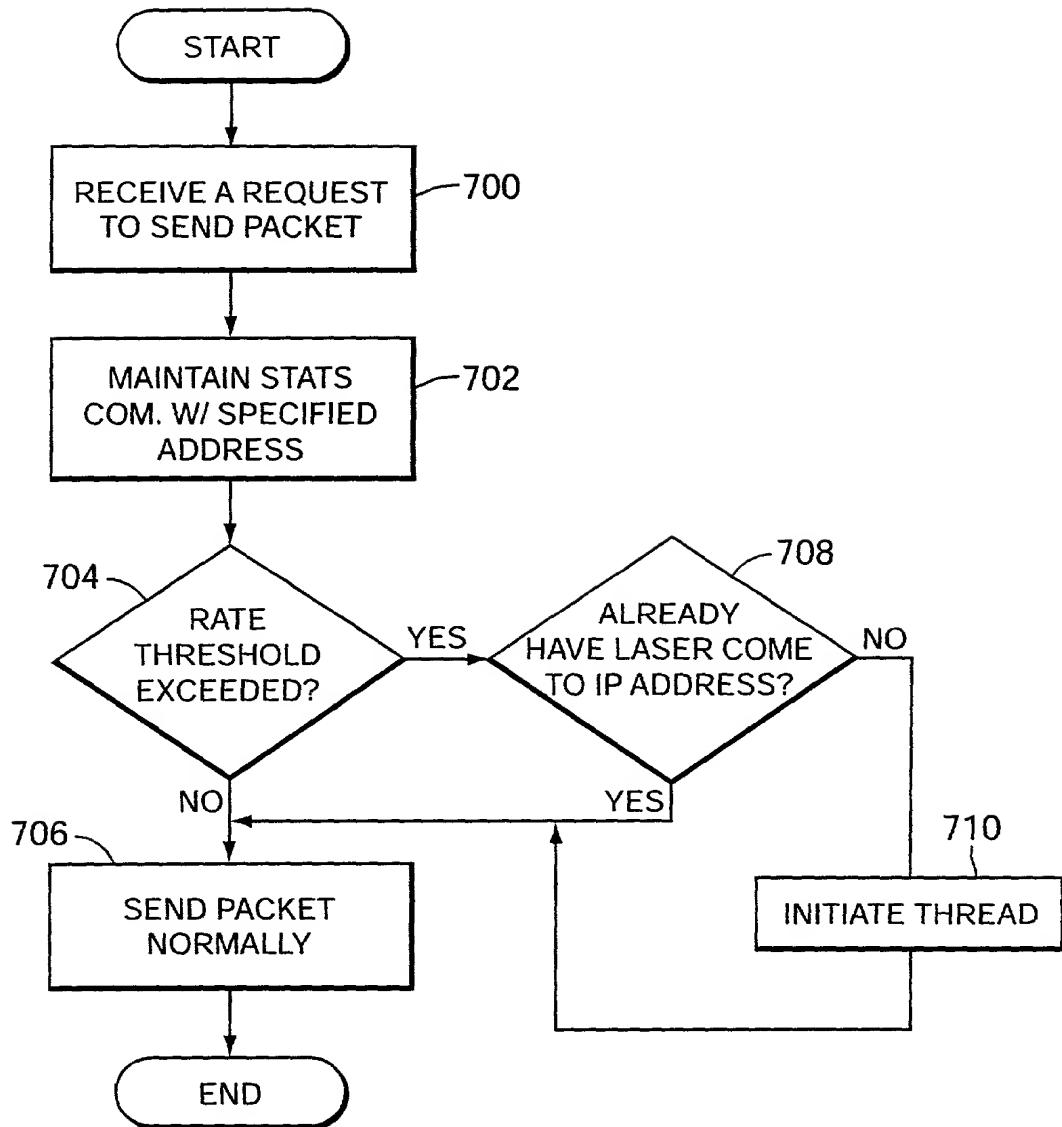 START
RECEIVE A REQUEST
TO SEND PACKET
700
MAINTAIN STATS
COM. W/ SPECIFIED
ADDRESS
702
704
RATE
THRESHOLD
EXCEEDED?
YES
708
ALREADY
HAVE LASER COME
TO IP ADDRESS?
NO
NO
YES
706
SEND PACKET
NORMALLY
710
INITIATE THREAD
END